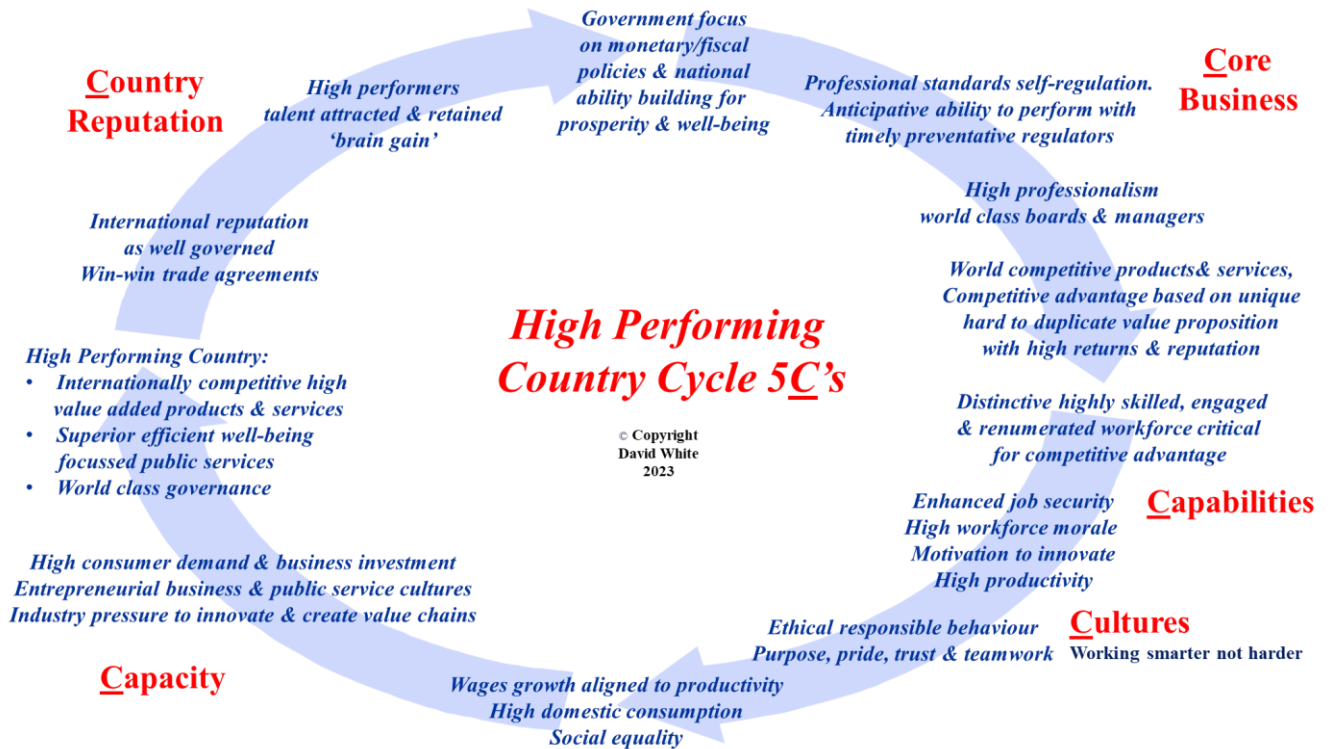 Government focus
on monetary/fiscal
policies & national
ability building for
prosperity & well-being
Core
Business
Professional standards self-regulation.
Anticipative ability to perform with
timely preventative regulators
High professionalism
world class boards & managers
World competitive products& services,
Competitive advantage based on unique
hard to duplicate value proposition
with high returns & reputation
Distinctive highly skilled, engaged
& renumerated workforce critical
for competitive advantage
Capabilities
Enhanced job security
High workforce morale
Motivation to innovate
High productivity
Cultures
Working smarter not harder
Ethical responsible behaviour
Purpose, pride, trust & teamwork
Wages growth aligned to productivity
High domestic consumption
Social equality
Capacity
High consumer demand & business investment
Entrepreneurial business & public service cultures
Industry pressure to innovate & create value chains
High Performing Country:
• Internationally competitive high
value added products & services
• Superior efficient well-being
focussed public services
• World class governance
International reputation
as well governed
Win-win trade agreements
Country
Reputation
High performers
talent attracted & retained
‘brain gain’
High Performing
Country Cycle 5C’s
© Copyright
David White
2023